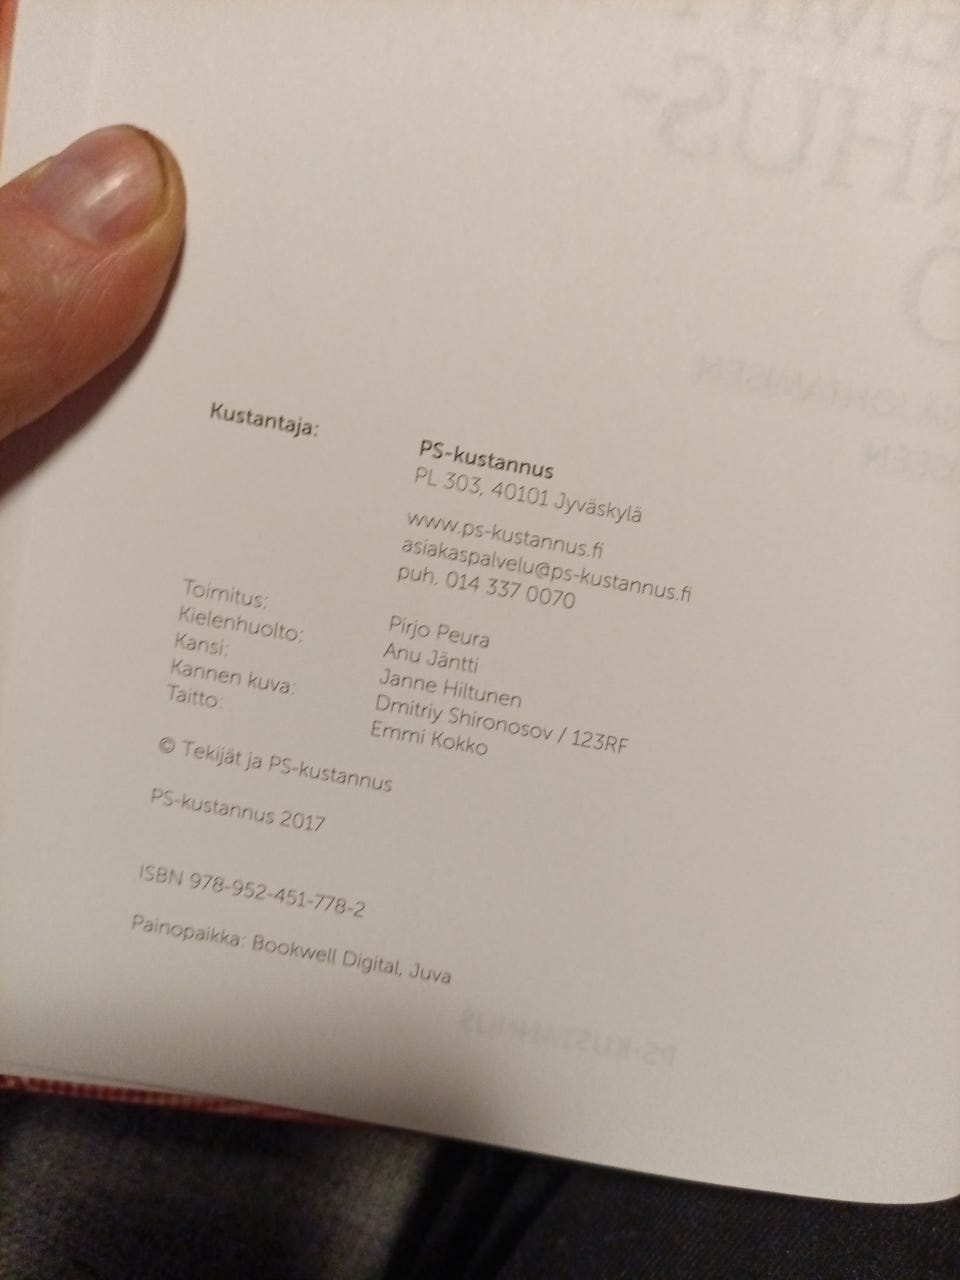 Kustantaja:
PS-kustannus
PL 303, 40101 Jyväskylä
www.ps-kustannus.fi
asiakaspalvelu@ps-kustannus.fi
puh. 014 337 0070
Toimitus: Pirjo Peura
Kielenhuolto: Anu Jäntti
Kansi: Janne Hiltunen
Kannen kuva: Dmitriy Shironosov / 123RF
Taitto: Emmi Kokko
© Tekijät ja PS-kustannus
PS-kustannus 2017
ISBN 978-952-451-778-2
Painopaikka: Bookwell Digital, Juva
PS-KUSTANNUS